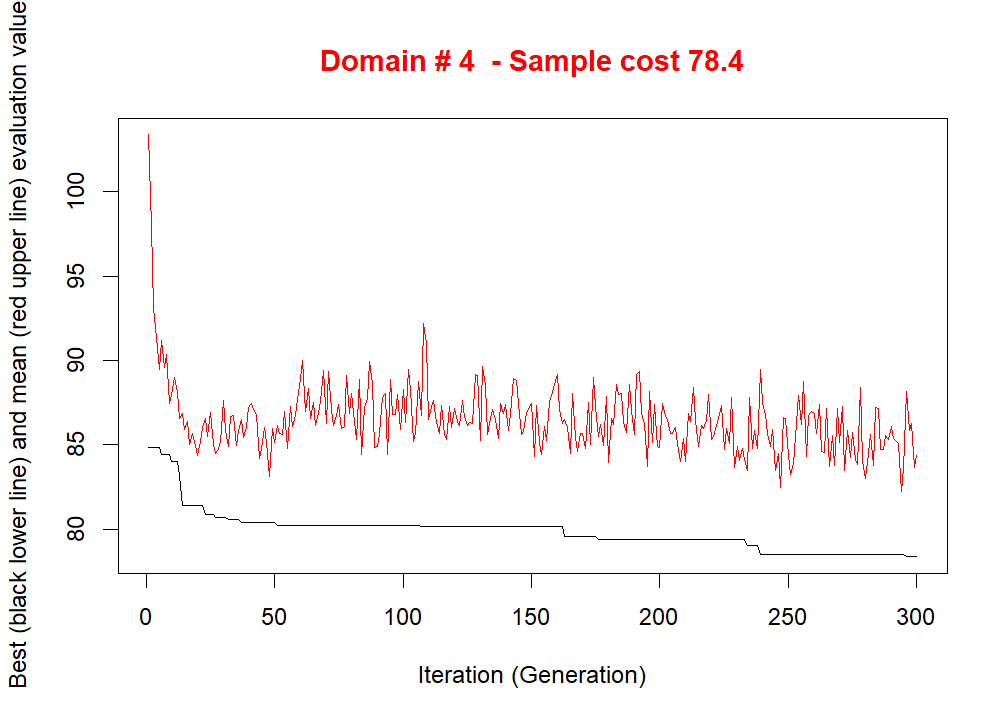 Domain # 4  - Sample cost 78.4
Best (black lower line) and mean (red upper line) evaluation value
100
95
90
85
80
0 50 100 150 200 250 300
Iteration (Generation)